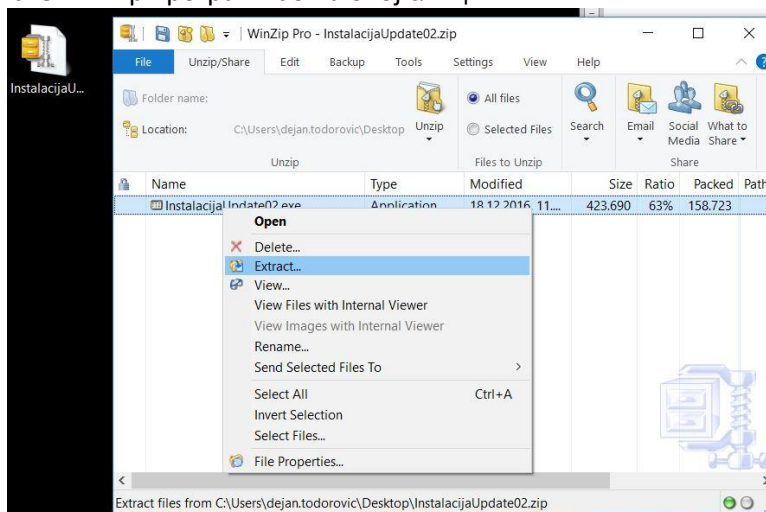 WinZip Pro - InstalacijaUpdate02.zip
File Unzip/Share Edit Backup Tools Settings View Help
InstalacijaU...
Folder name:
All files
Location: C:\Users\dejan.todorovic\Desktop
Unzip
Selected Files
Search
Email
Social Media
What to Share
Unzip
Files to Unzip
Share
Name Type Modified Size Ratio Packed Path
InstalacijaUpdate02.exe Application 18.12.2016. 11.... 423.690 63% 158.723
Open
Delete...
Extract...
View...
View Files with Internal Viewer
View Images with Internal Viewer
Rename...
Send Selected Files To
Select All Ctrl+A
Invert Selection
Select Files...
File Properties...
Extract files from C:\Users\dejan.todorovic\Desktop\InstalacijaUpdate02.zip